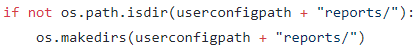 if not os.path.isdir(userconfigpath + "reports/"):
    os.makedirs(userconfigpath + "reports/")